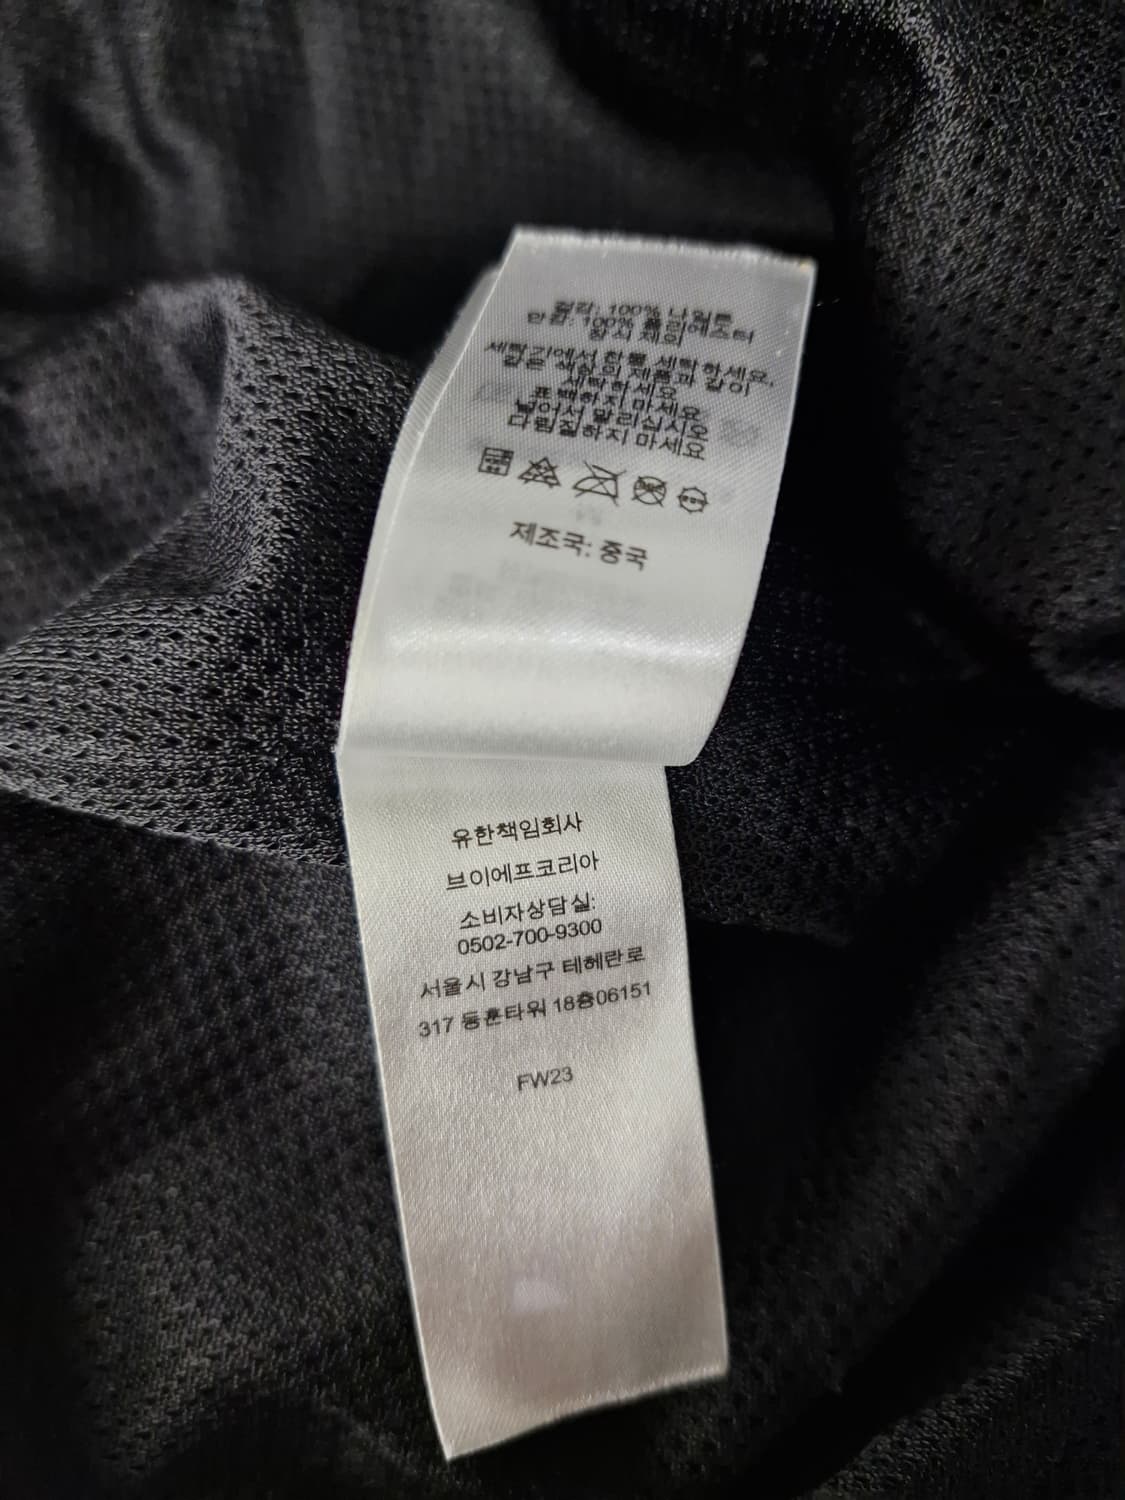 겉감: 100% 나일론
안감: 100% 폴리에스터
장식 제외
세탁기에서 찬물 세탁하세요,
같은 색상의 제품과 같이
세탁하세요
표백하지 마세요
널어서 말리십시오
다림질하지 마세요
제조국: 중국
유한책임회사
브이에프코리아
소비자상담실:
0502-700-9300
서울시 강남구 테헤란로
317 동훈타워 18층06151
FW23